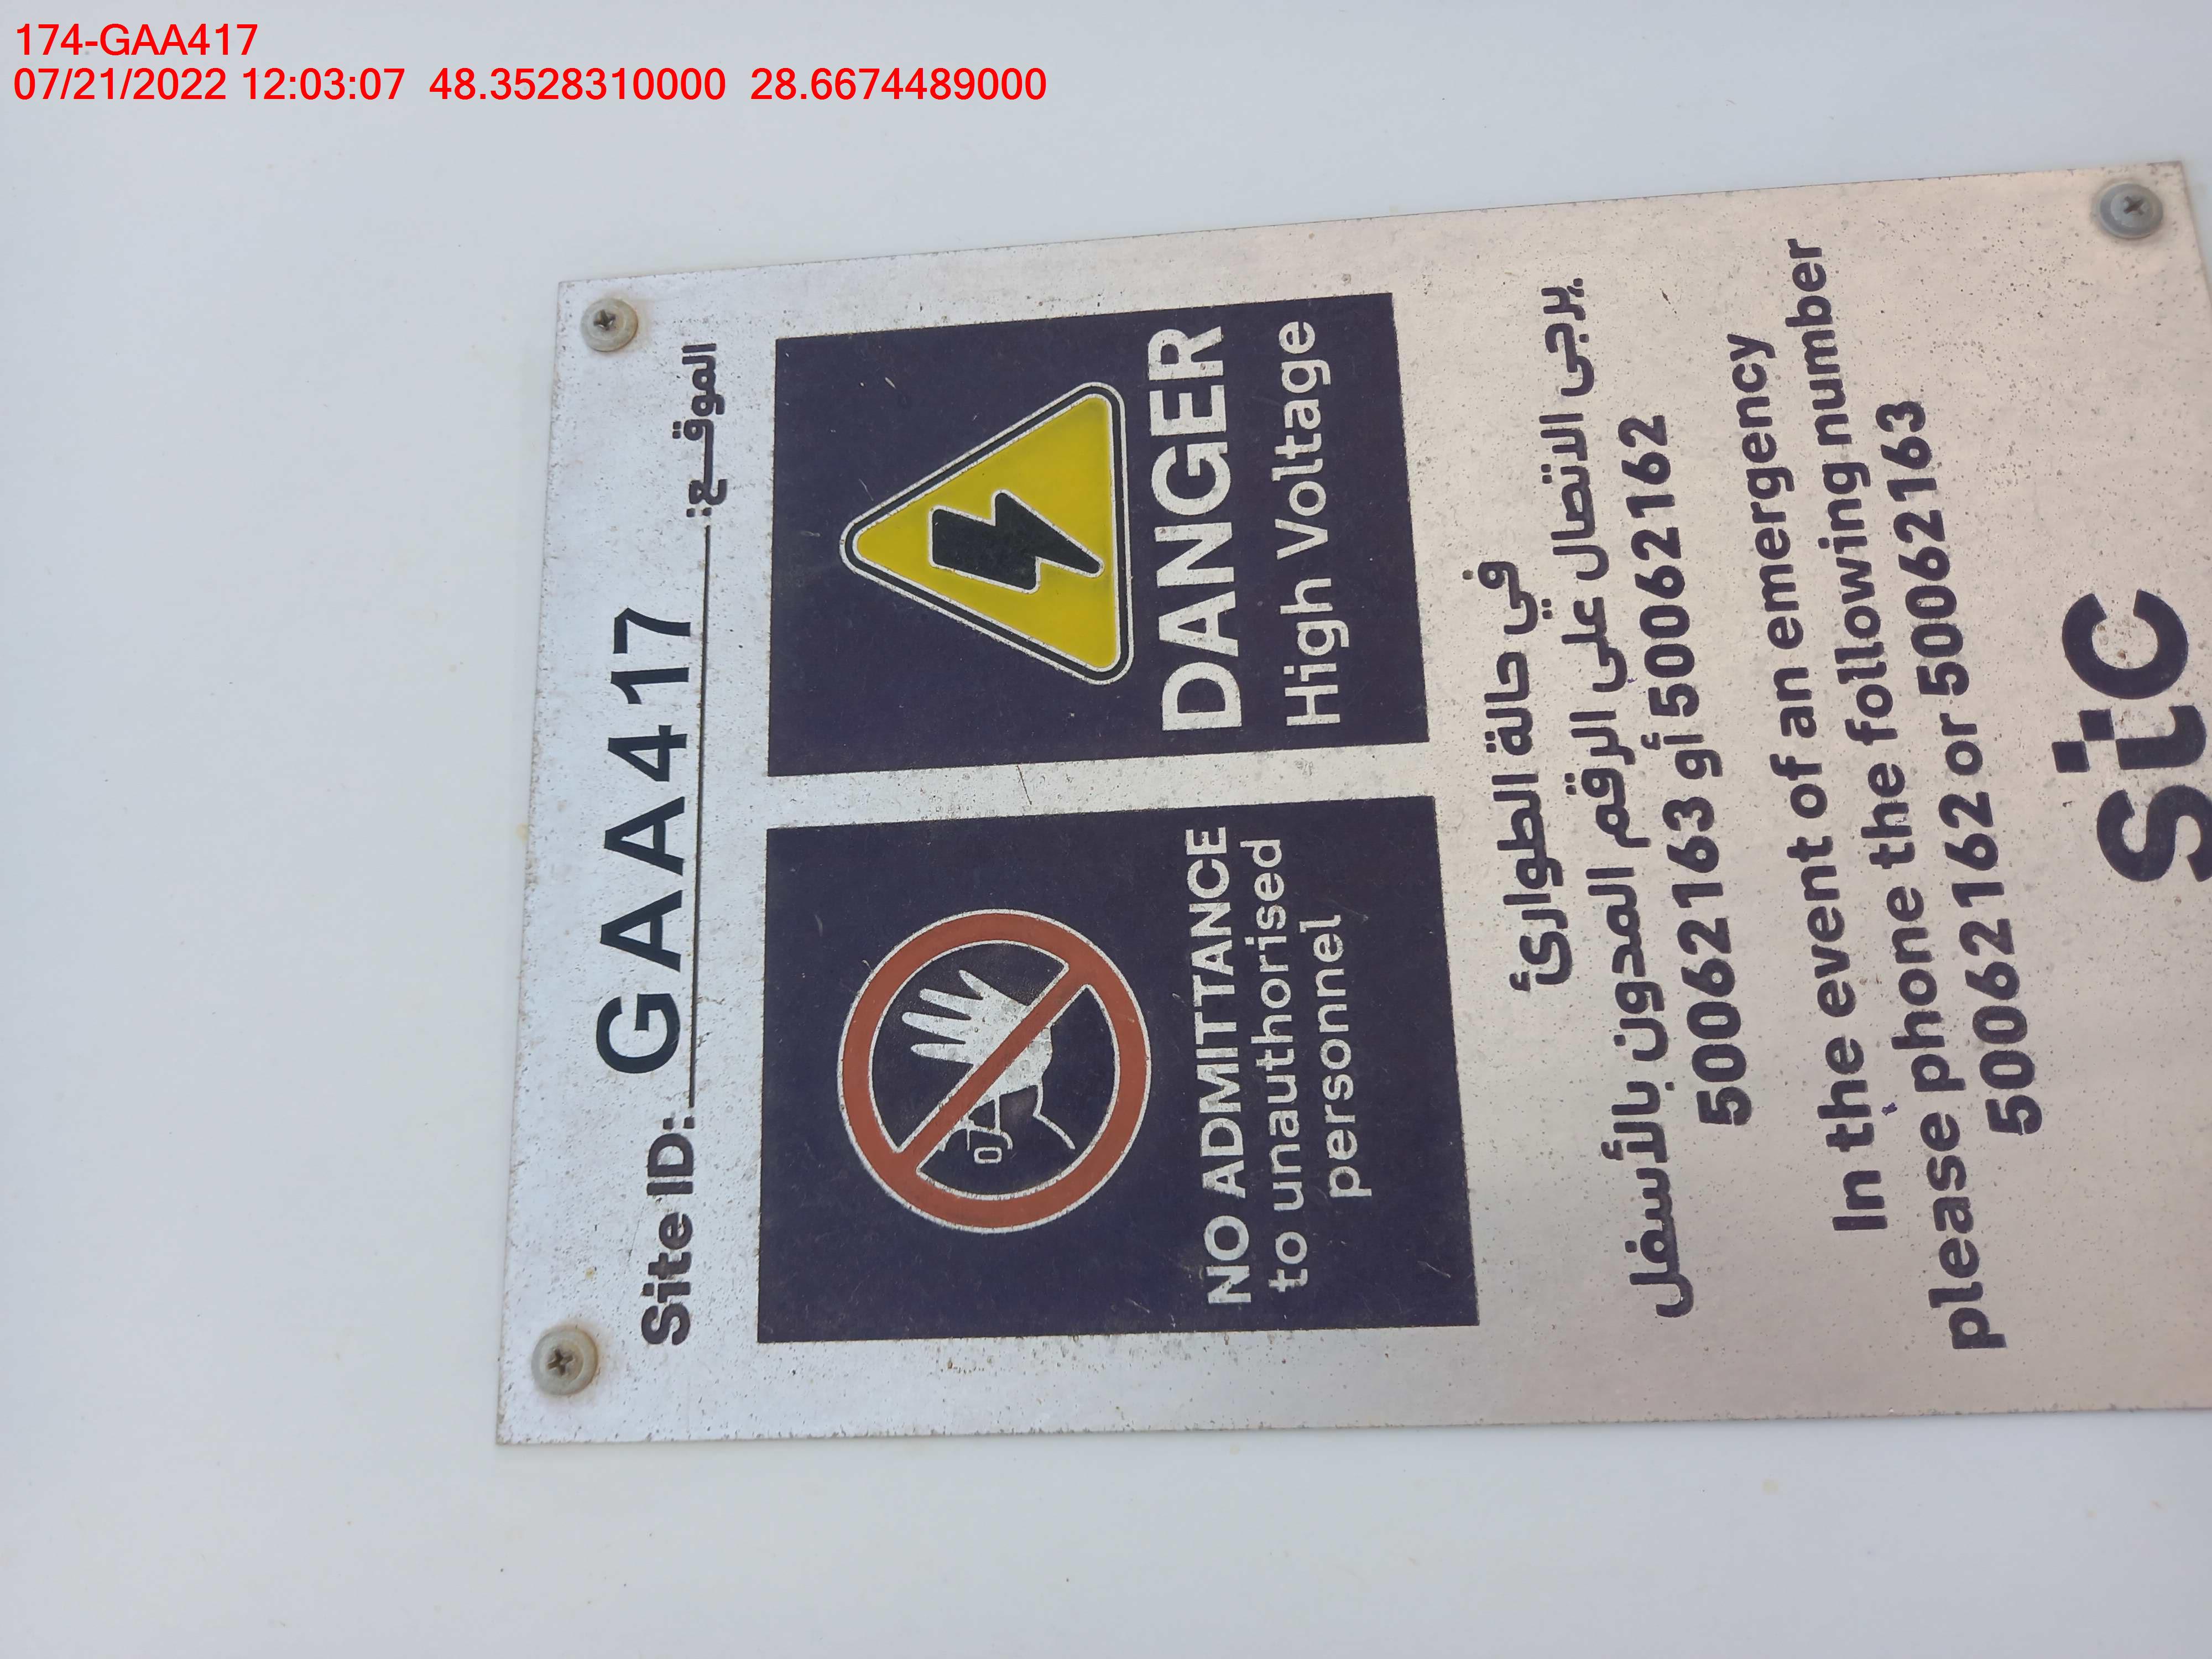 174-GAA417
07/21/2022 12:03:07 48.3528310000 28.6674489000
Site ID: GAA417 الموقـع:
NO ADMITTANCE
to unauthorised
personnel
DANGER
High Voltage
في حالة الطوارئ
يرجى الاتصال على الرقم المدون بالأسفل
50062162 أو 50062163
In the event of an emergency
please phone the following number
50062162 or 50062163
stc